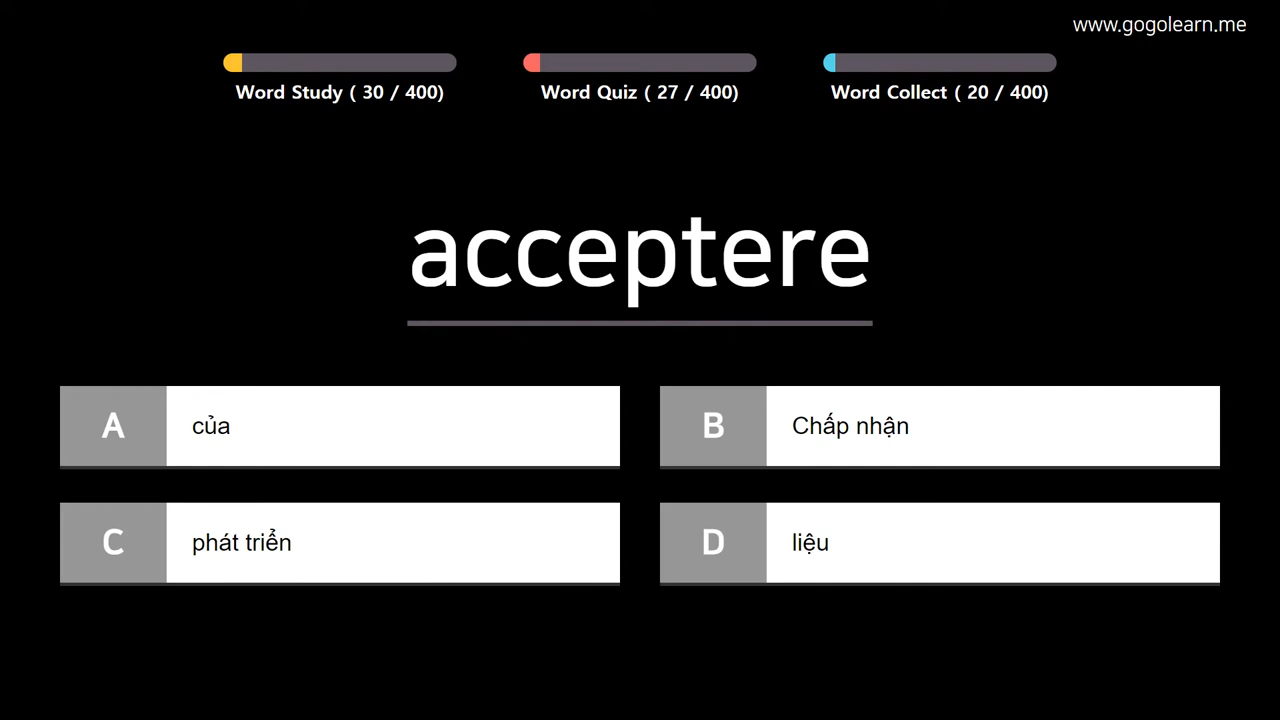 www.gogolearn.me
Word Study ( 30 / 400)
Word Quiz ( 27 / 400)
Word Collect ( 20 / 400)
acceptere
A của
B Chấp nhận
C phát triển
D liệu